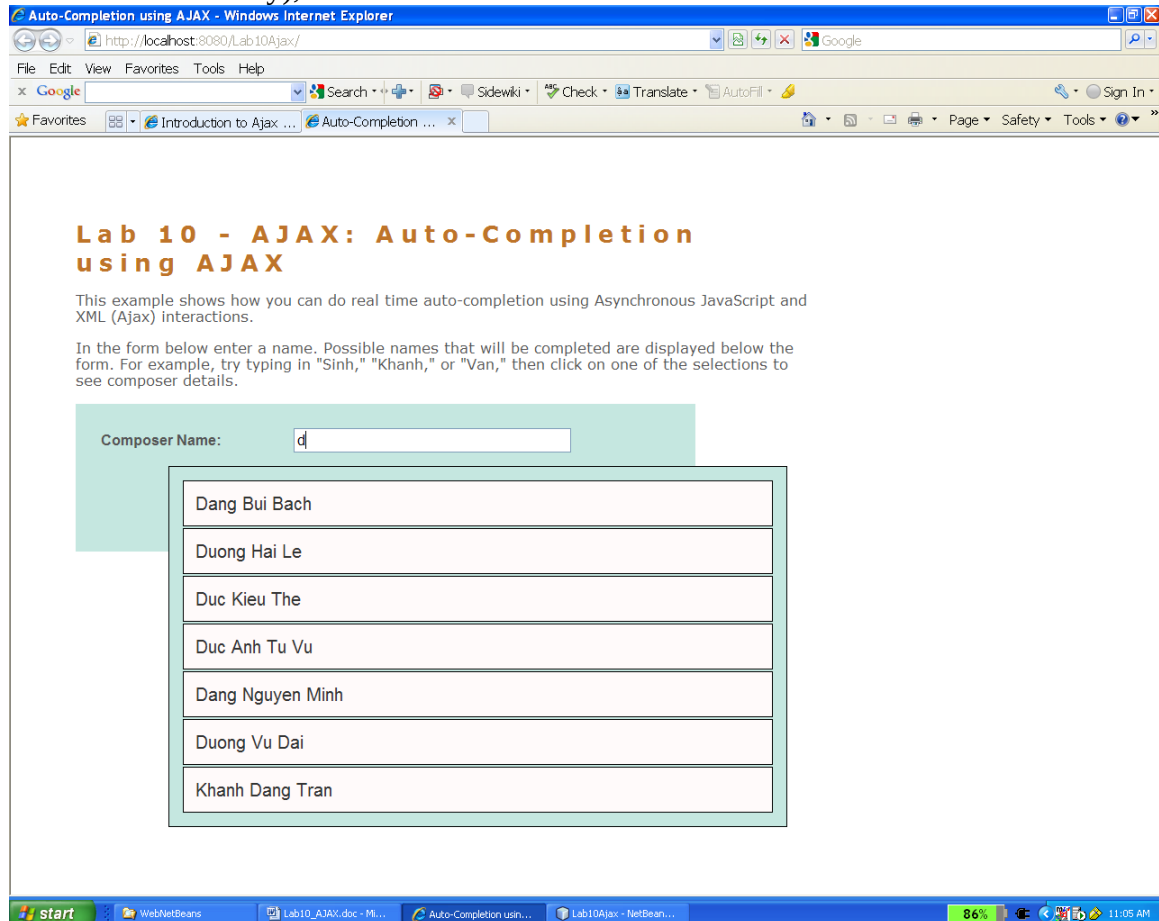 Auto-Completion using AJAX - Windows Internet Explorer
http://localhost:8080/Lab10Ajax/
Google
File Edit View Favorites Tools Help
x Google Search Sidewiki Check Translate AutoFill Sign In
Favorites Introduction to Ajax ... Auto-Completion ... x Page Safety Tools »
Lab 10 - AJAX: Auto-Completion
using AJAX
This example shows how you can do real time auto-completion using Asynchronous JavaScript and
XML (Ajax) interactions.
In the form below enter a name. Possible names that will be completed are displayed below the
form. For example, try typing in "Sinh," "Khanh," or "Van," then click on one of the selections to
see composer details.
Composer Name: d
Dang Bui Bach
Duong Hai Le
Duc Kieu The
Duc Anh Tu Vu
Dang Nguyen Minh
Duong Vu Dai
Khanh Dang Tran
start WebNetBeans Lab10_AJAX.doc - Mi... Auto-Completion usin... Lab10Ajax - NetBean... 86% 11:05 AM